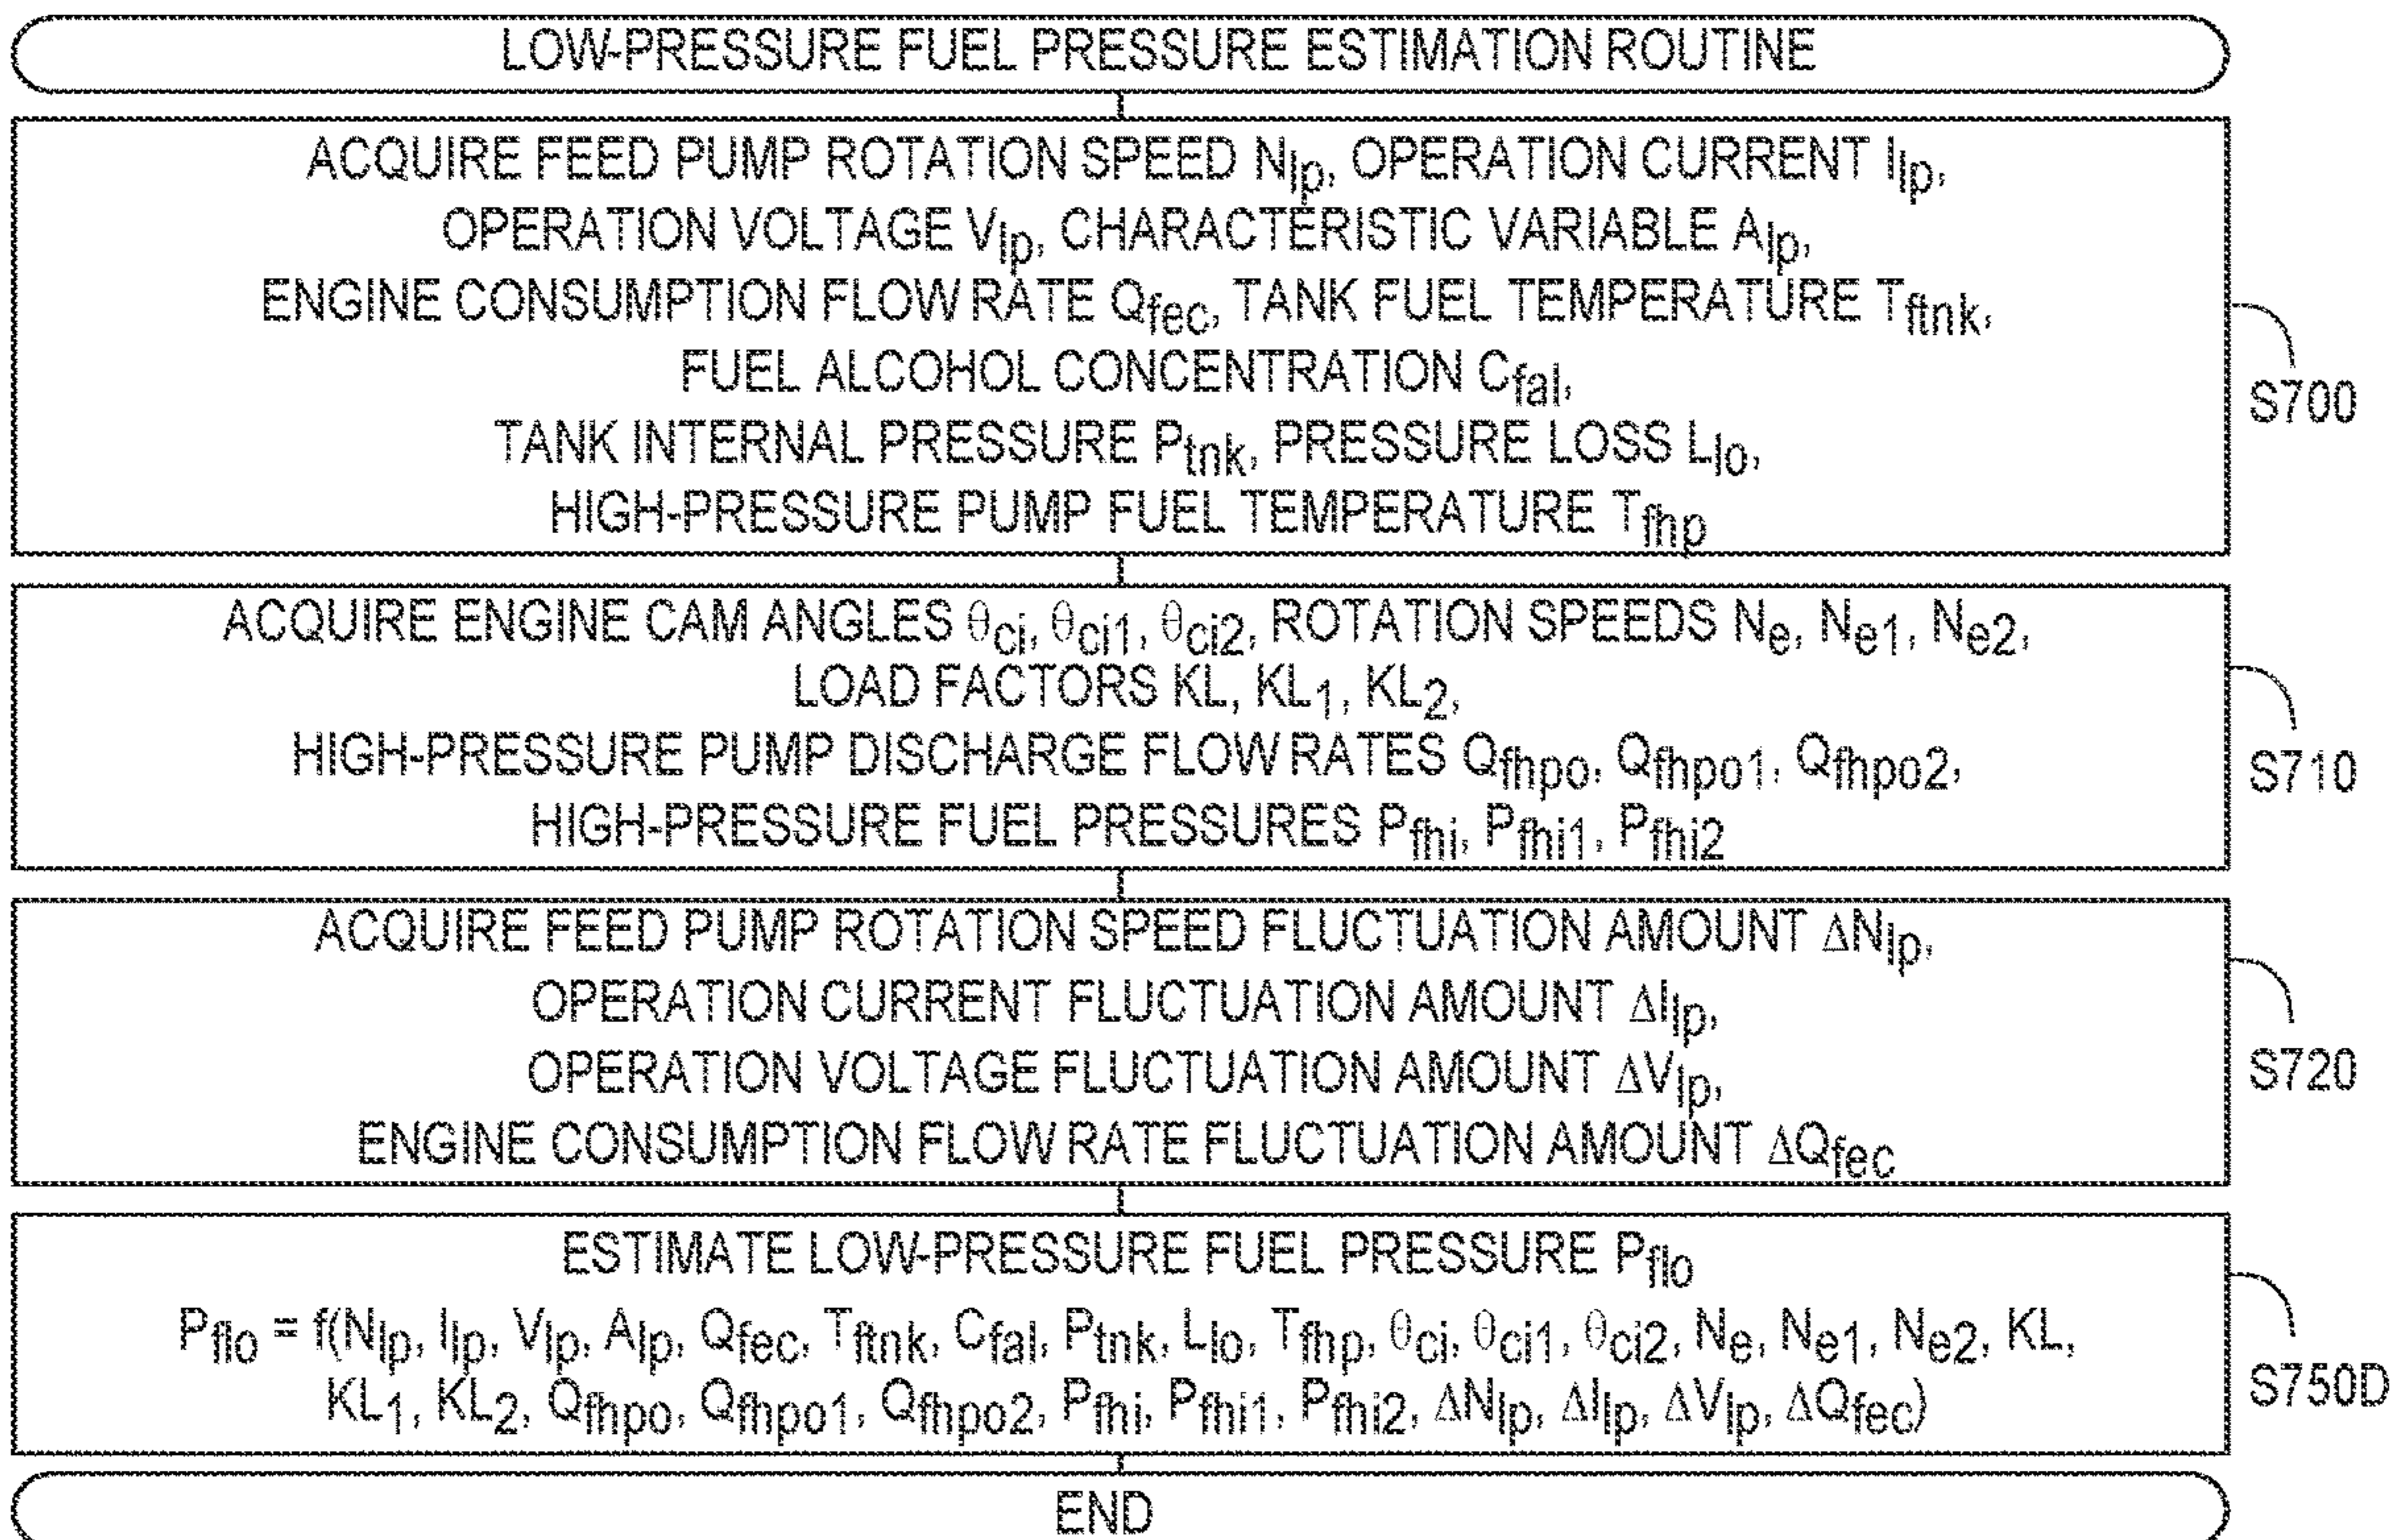 LOW-PRESSURE FUEL PRESSURE ESTIMATION ROUTINE
ACQUIRE FEED PUMP ROTATION SPEED Nlp, OPERATION CURRENT Ilp,
OPERATION VOLTAGE Vlp, CHARACTERISTIC VARIABLE Alp,
ENGINE CONSUMPTION FLOW RATE Qfec, TANK FUEL TEMPERATURE Tftnk,
FUEL ALCOHOL CONCENTRATION Cfal,
TANK INTERNAL PRESSURE Ptnk, PRESSURE LOSS Llo,
HIGH-PRESSURE PUMP FUEL TEMPERATURE Tfhp
S700
ACQUIRE ENGINE CAM ANGLES θci, θci1, θci2, ROTATION SPEEDS Ne, Ne1, Ne2,
LOAD FACTORS KL, KL1, KL2,
HIGH-PRESSURE PUMP DISCHARGE FLOW RATES Qfhpo, Qfhpo1, Qfhpo2,
HIGH-PRESSURE FUEL PRESSURES Pfhi, Pfhi1, Pfhi2
S710
ACQUIRE FEED PUMP ROTATION SPEED FLUCTUATION AMOUNT ΔNlp,
OPERATION CURRENT FLUCTUATION AMOUNT ΔIlp,
OPERATION VOLTAGE FLUCTUATION AMOUNT ΔVlp,
ENGINE CONSUMPTION FLOW RATE FLUCTUATION AMOUNT ΔQfec
S720
ESTIMATE LOW-PRESSURE FUEL PRESSURE Pflo
Pflo = f(Nlp, Ilp, Vlp, Alp, Qfec, Tftnk, Cfal, Ptnk, Llo, Tfhp, θci, θci1, θci2, Ne, Ne1, Ne2, KL,
KL1, KL2, Qfhpo, Qfhpo1, Qfhpo2, Pfhi, Pfhi1, Pfhi2, ΔNlp, ΔIlp, ΔVlp, ΔQfec)
S750D
END